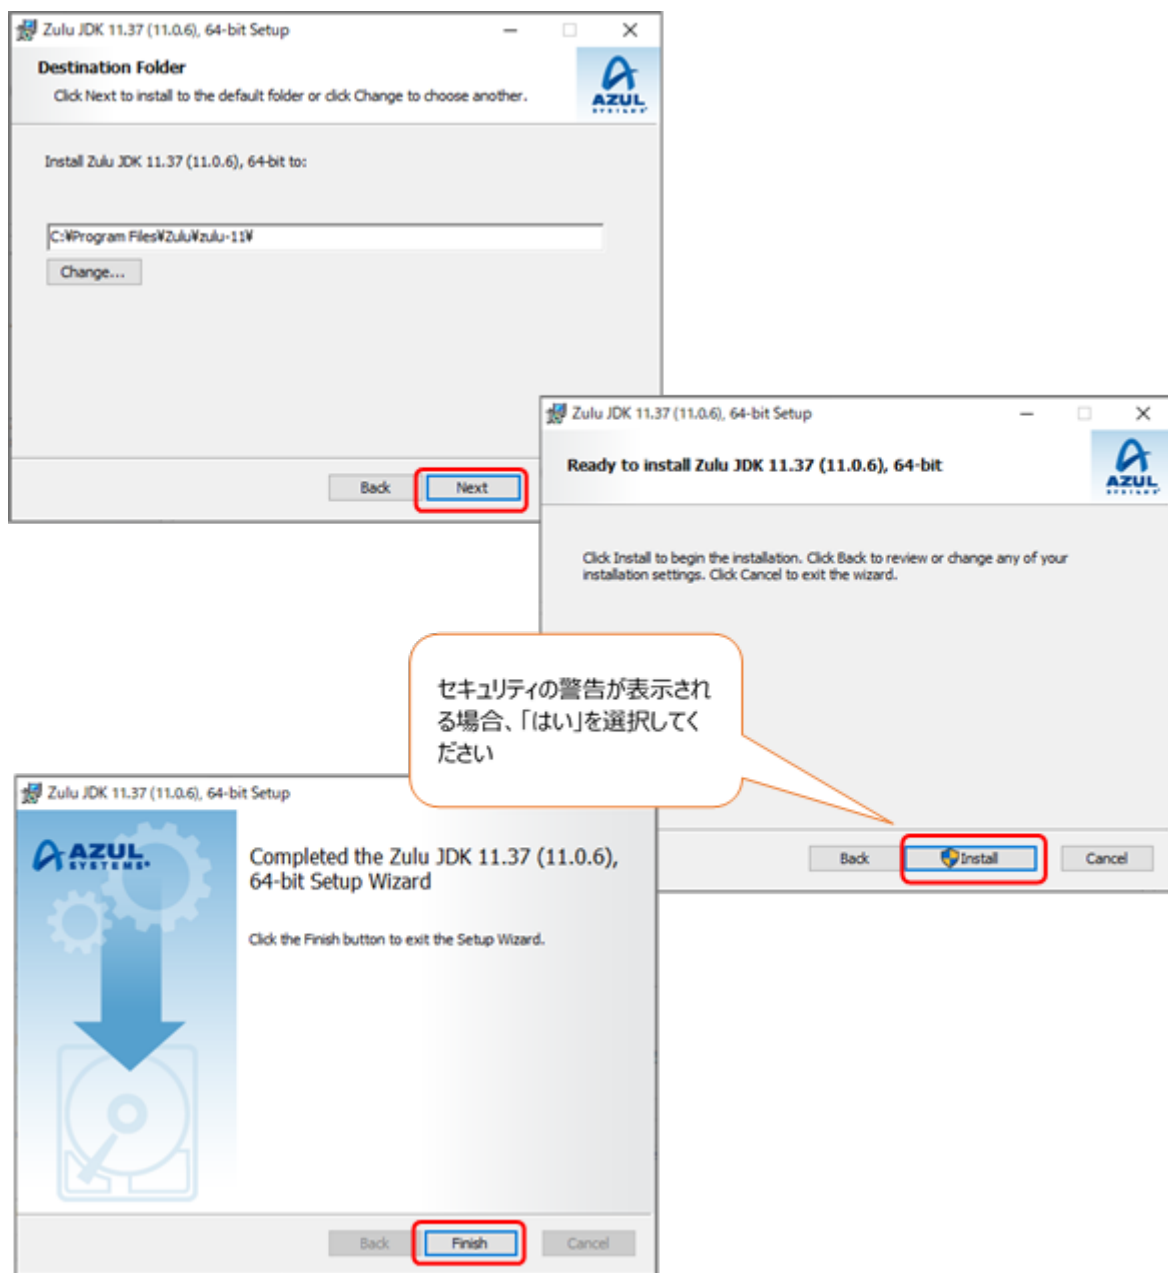 Zulu JDK 11.37 (11.0.6), 64-bit Setup
Destination Folder
Click Next to install to the default folder or click Change to choose another.
AZUL
SYSTEMS
Install Zulu JDK 11.37 (11.0.6), 64-bit to:
C:¥Program Files¥Zulu¥zulu-11¥
Change...
Back
Next
Zulu JDK 11.37 (11.0.6), 64-bit Setup
Ready to install Zulu JDK 11.37 (11.0.6), 64-bit
AZUL
SYSTEMS
Click Install to begin the installation. Click Back to review or change any of your
installation settings. Click Cancel to exit the wizard.
セキュリティの警告が表示され
る場合、「はい」を選択してく
ださい
Back
Install
Cancel
Zulu JDK 11.37 (11.0.6), 64-bit Setup
AZUL
SYSTEMS
Completed the Zulu JDK 11.37 (11.0.6),
64-bit Setup Wizard
Click the Finish button to exit the Setup Wizard.
Back
Finish
Cancel